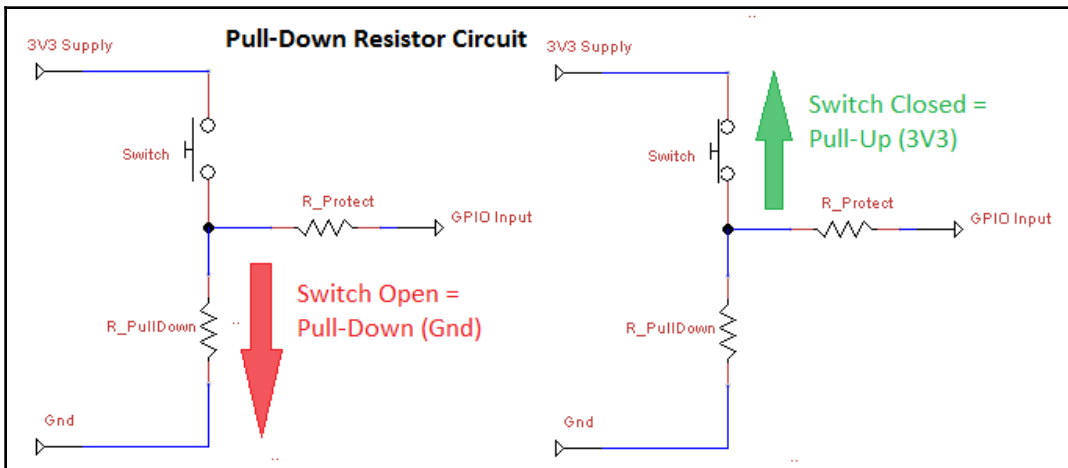 Pull-Down Resistor Circuit
3V3 Supply
Switch
R_Protect
GPIO Input
Switch Open =
Pull-Down (Gnd)
R_PullDown
Gnd
3V3 Supply
Switch Closed =
Pull-Up (3V3)
Switch
R_Protect
GPIO Input
R_PullDown
Gnd